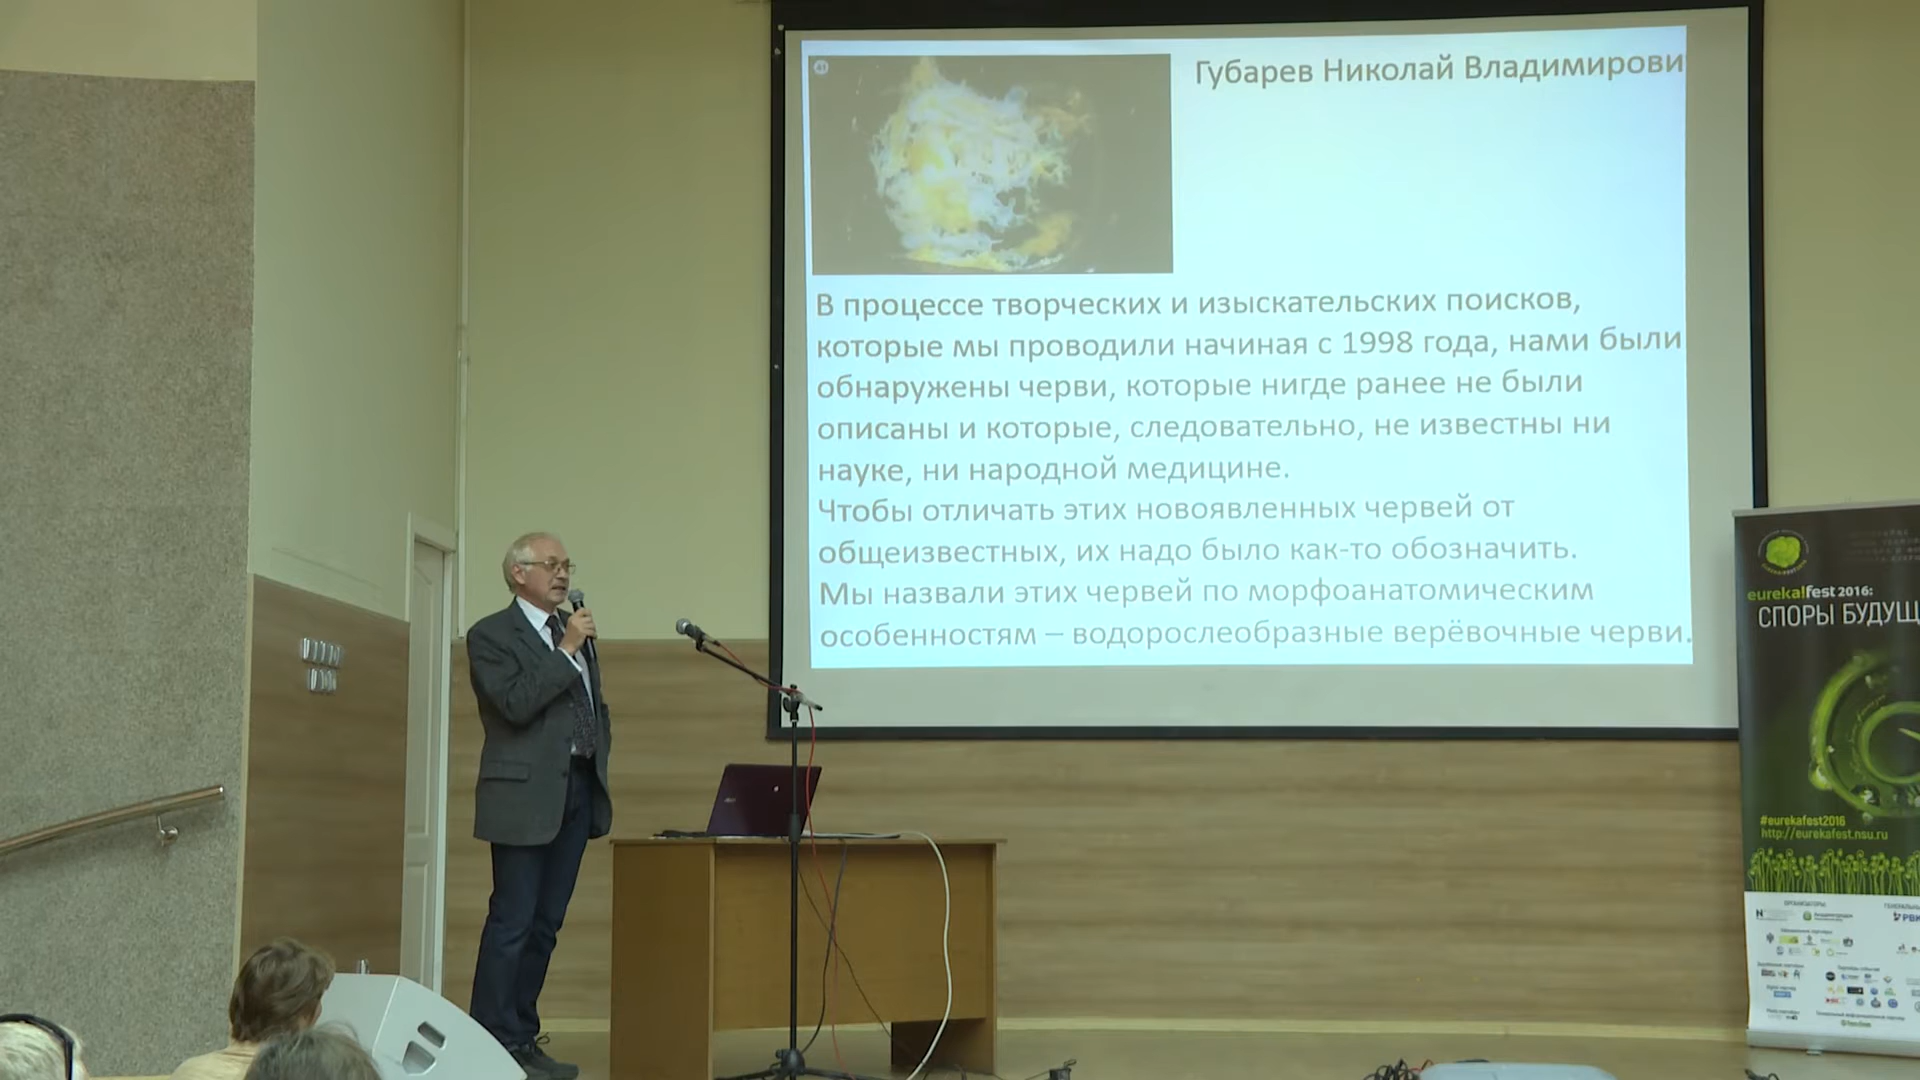 Губарев Николай Владимирови
В процессе творческих и изыскательских поисков,
которые мы проводили начиная с 1998 года, нами были
обнаружены черви, которые нигде ранее не были
описаны и которые, следовательно, не известны ни
науке, ни народной медицине.
Чтобы отличать этих новоявленных червей от
общеизвестных, их надо было как-то обозначить.
Мы назвали этих червей по морфоанатомическим
особенностям – водорослеобразные верёвочные черви.
eureka!fest 2016:
СПОРЫ БУДУЩ
#eurekafest2016
http://eurekafest.nsu.ru
ОРГАНИЗАТОРЫ:
РВК